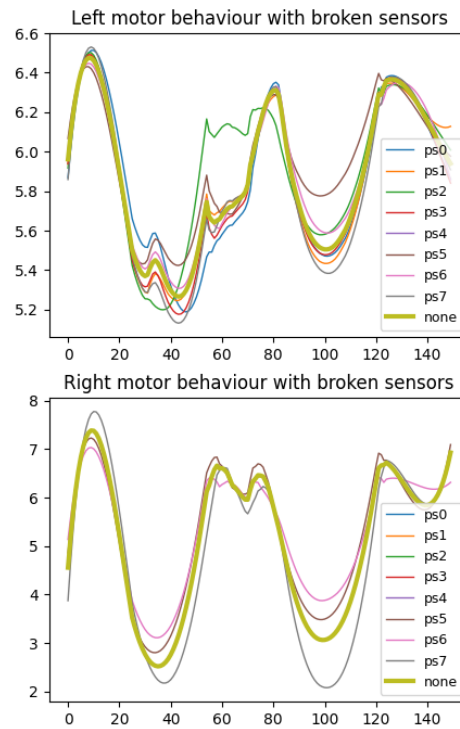 Left motor behaviour with broken sensors
6.6
6.4
6.2
6.0
5.8
5.6
5.4
5.2
ps0
ps1
ps2
ps3
ps4
ps5
ps6
ps7
none
0 20 40 60 80 100 120 140
Right motor behaviour with broken sensors
8
7
6
5
4
3
2
ps0
ps1
ps2
ps3
ps4
ps5
ps6
ps7
none
0 20 40 60 80 100 120 140